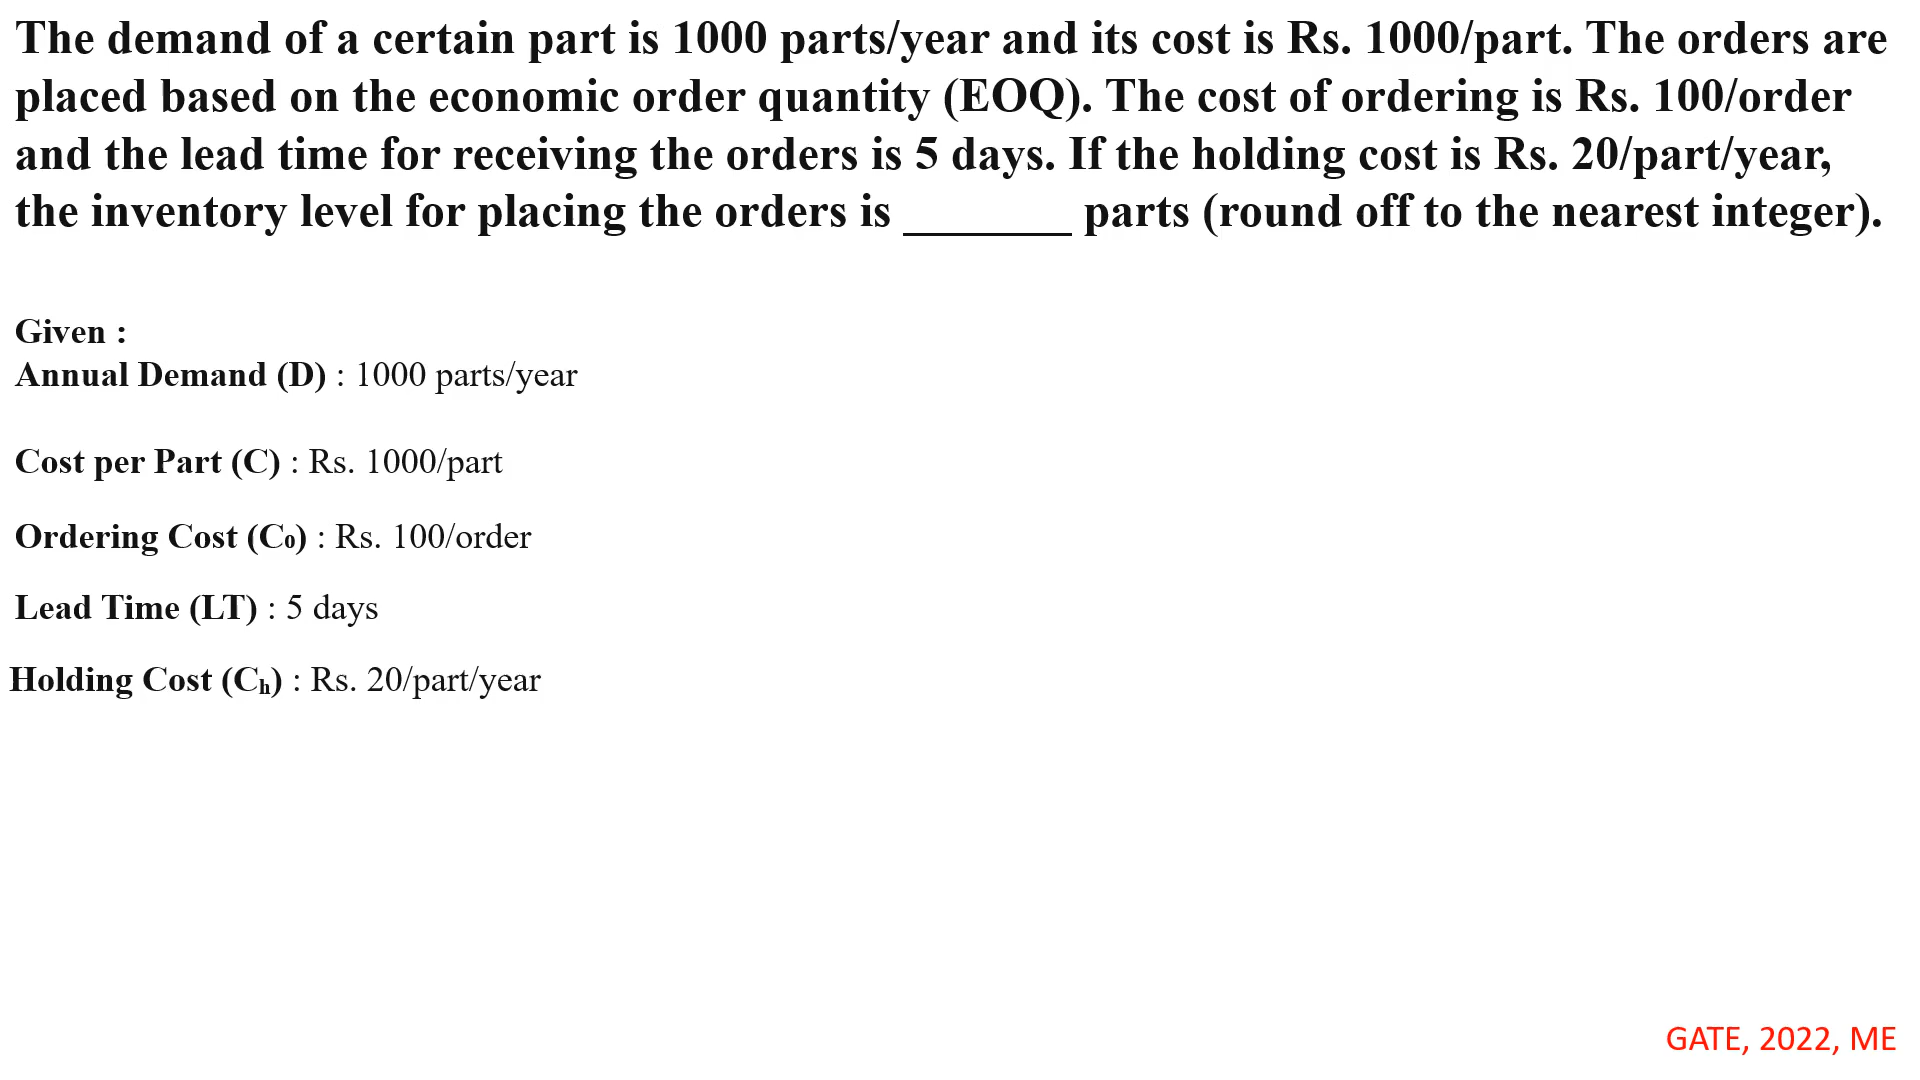 The demand of a certain part is 1000 parts/year and its cost is Rs. 1000/part. The orders are
placed based on the economic order quantity (EOQ). The cost of ordering is Rs. 100/order
and the lead time for receiving the orders is 5 days. If the holding cost is Rs. 20/part/year,
the inventory level for placing the orders is _______ parts (round off to the nearest integer).
Given :
Annual Demand (D) : 1000 parts/year
Cost per Part (C) : Rs. 1000/part
Ordering Cost (C₀) : Rs. 100/order
Lead Time (LT) : 5 days
Holding Cost (Cₕ) : Rs. 20/part/year
GATE, 2022, ME